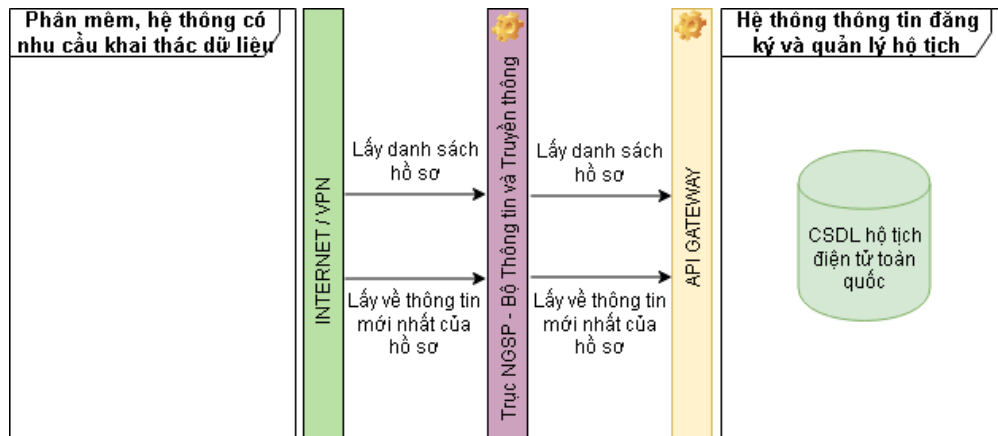 Phần mềm, hệ thông có
nhu cầu khai thác dữ liệu
INTERNET / VPN
Lấy danh sách
hồ sơ
Lấy về thông tin
mới nhất của
hồ sơ
Trục NGSP - Bộ Thông tin và Truyền thông
Lấy danh sách
hồ sơ
Lấy về thông tin
mới nhất của
hồ sơ
API GATEWAY
Hệ thông thông tin đăng
ký và quản lý hộ tịch
CSDL hộ tịch
điện tử toàn
quốc